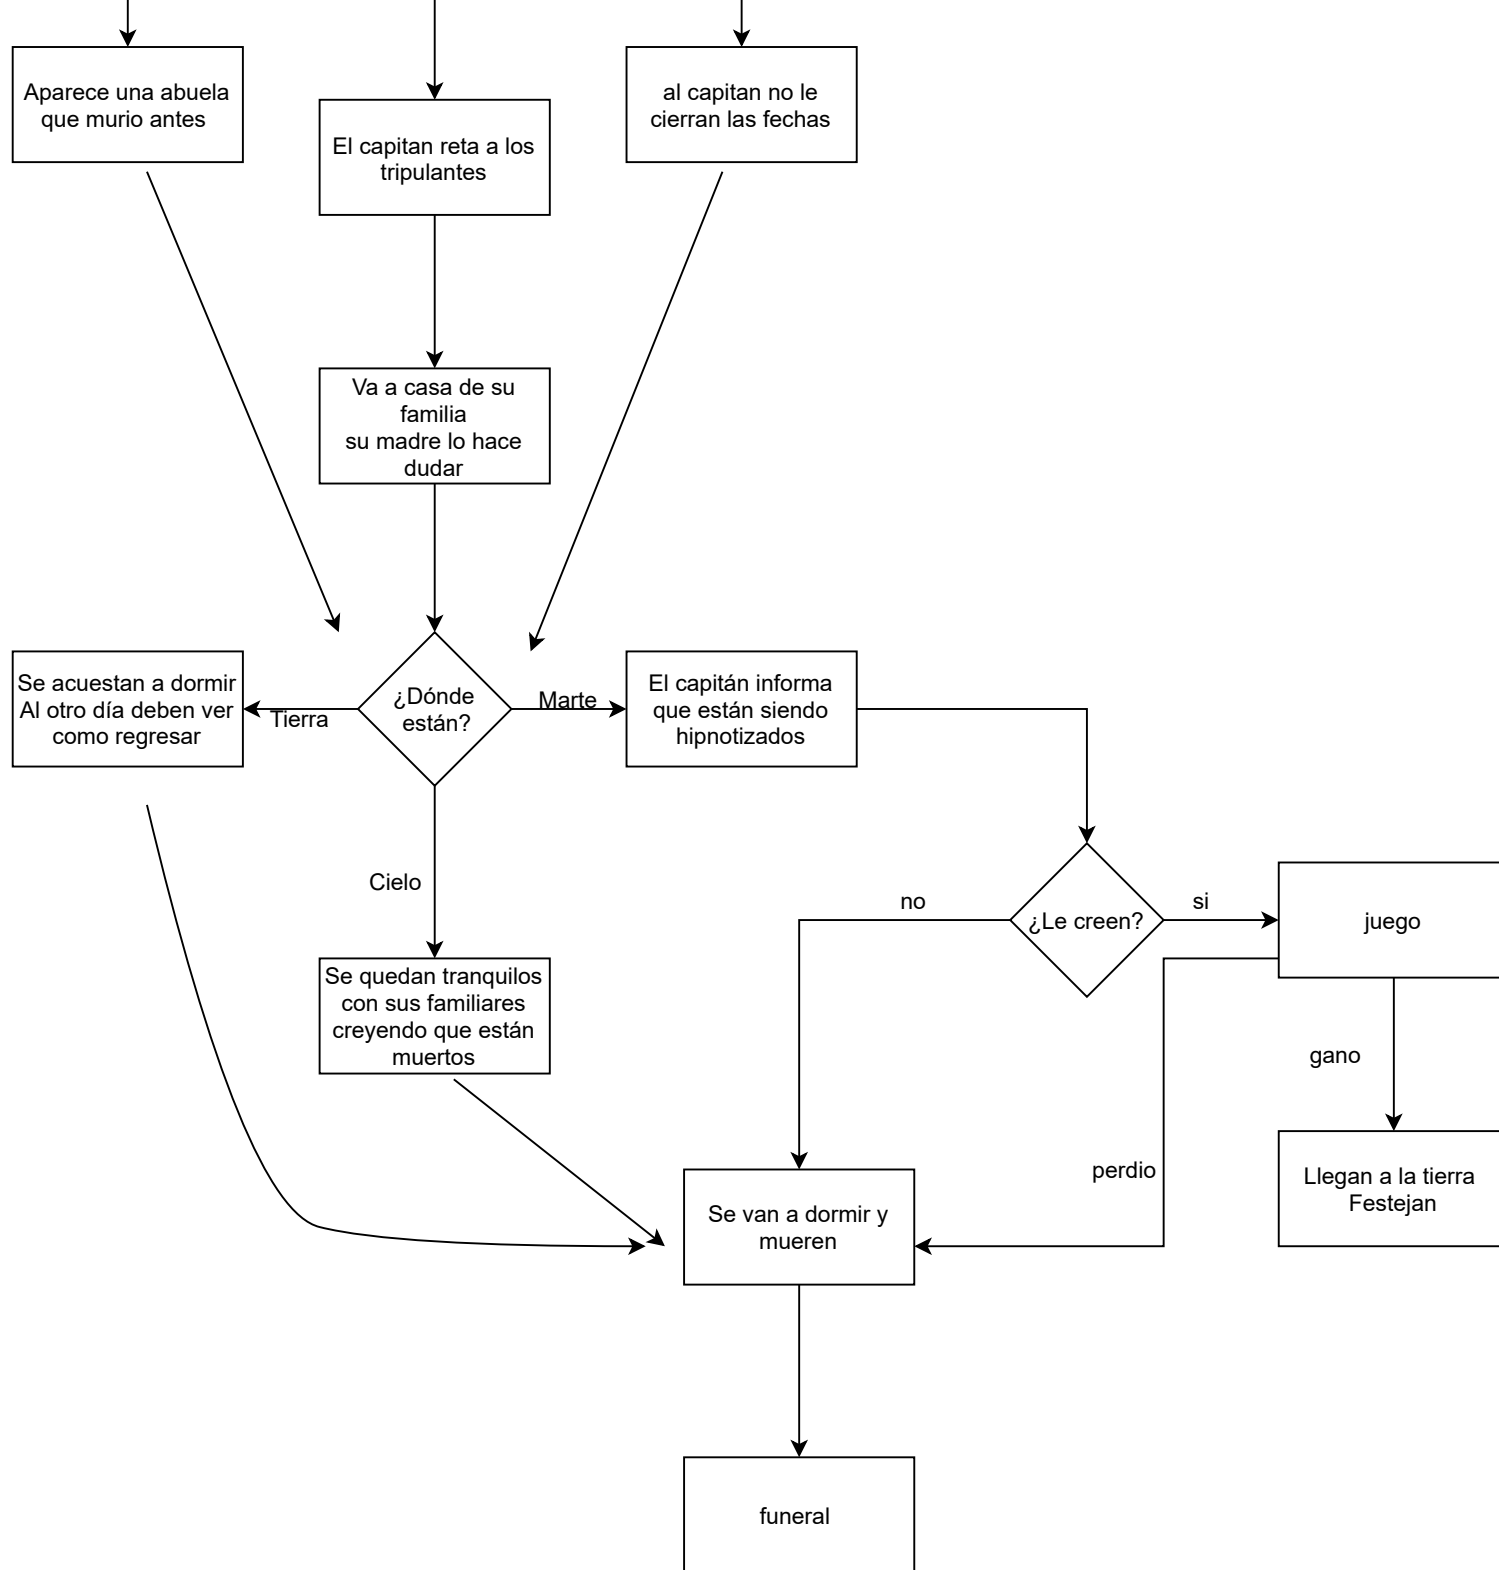 Aparece una abuela
que murio antes
El capitan reta a los
tripulantes
al capitan no le
cierran las fechas
Va a casa de su
familia
su madre lo hace
dudar
Se acuestan a dormir
Al otro día deben ver
como regresar
Tierra
¿Dónde
están?
Marte
El capitán informa
que están siendo
hipnotizados
Cielo
no
¿Le creen?
si
juego
Se quedan tranquilos
con sus familiares
creyendo que están
muertos
gano
perdio
Llegan a la tierra
Festejan
Se van a dormir y
mueren
funeral